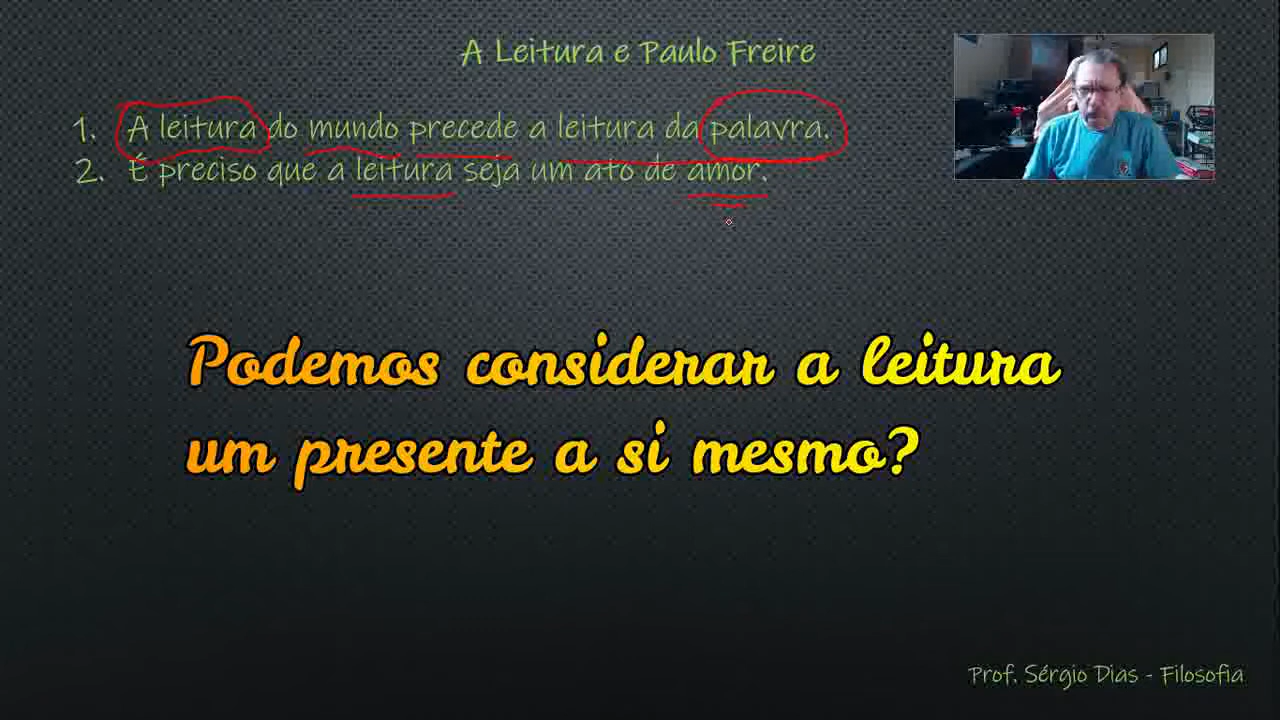 A Leitura e Paulo Freire
1. A leitura do mundo precede a leitura da palavra.
2. É preciso que a leitura seja um ato de amor.
Podemos considerar a leitura
um presente a si mesmo?
Prof. Sérgio Dias - Filosofia